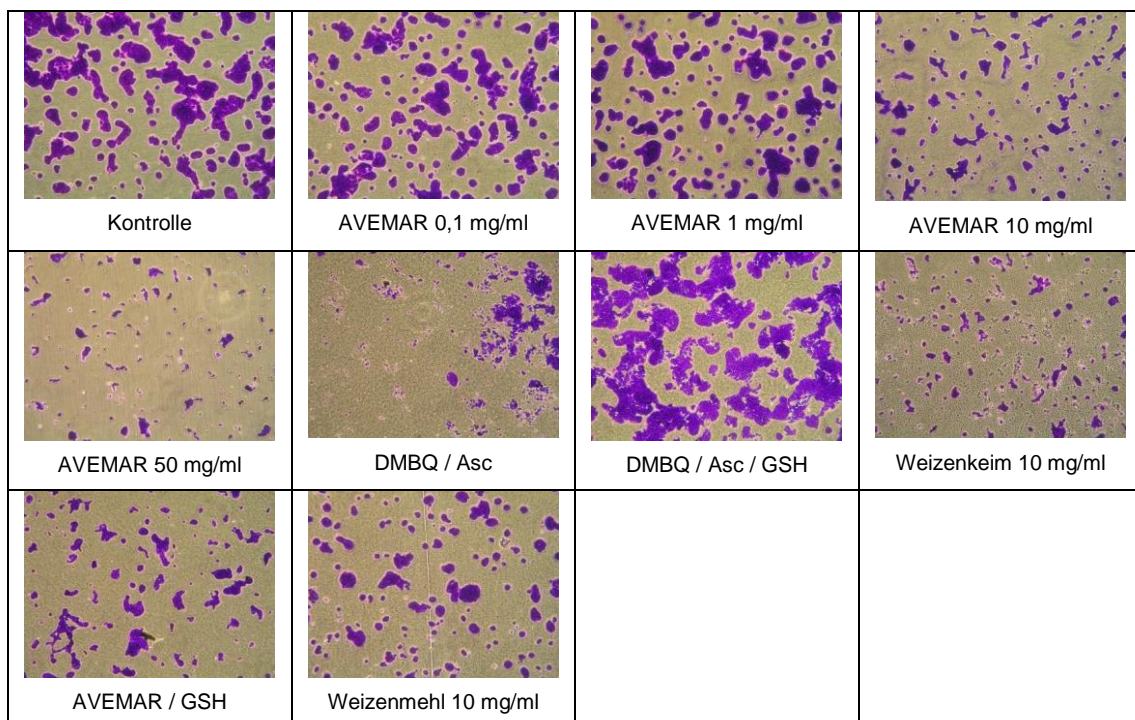 Kontrolle
AVEMAR 0,1 mg/ml
AVEMAR 1 mg/ml
AVEMAR 10 mg/ml
AVEMAR 50 mg/ml
DMBQ / Asc
DMBQ / Asc / GSH
Weizenkeim 10 mg/ml
AVEMAR / GSH
Weizenmehl 10 mg/ml